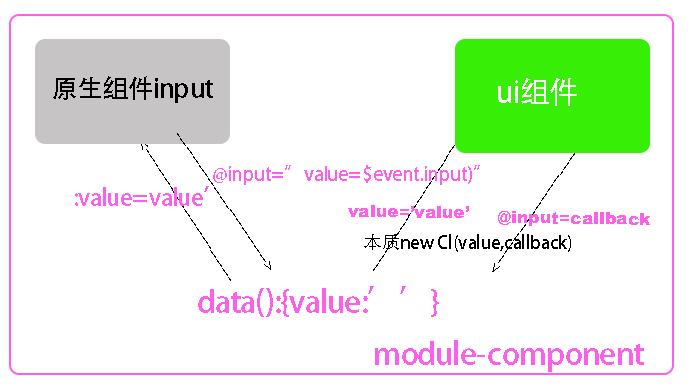 原生组件input
ui组件
@input=” value=$event.input)”
:value=value’
value=’value’
@input=callback
本质new Cl(value,callback)
data():{value:’ ’ }
module-component